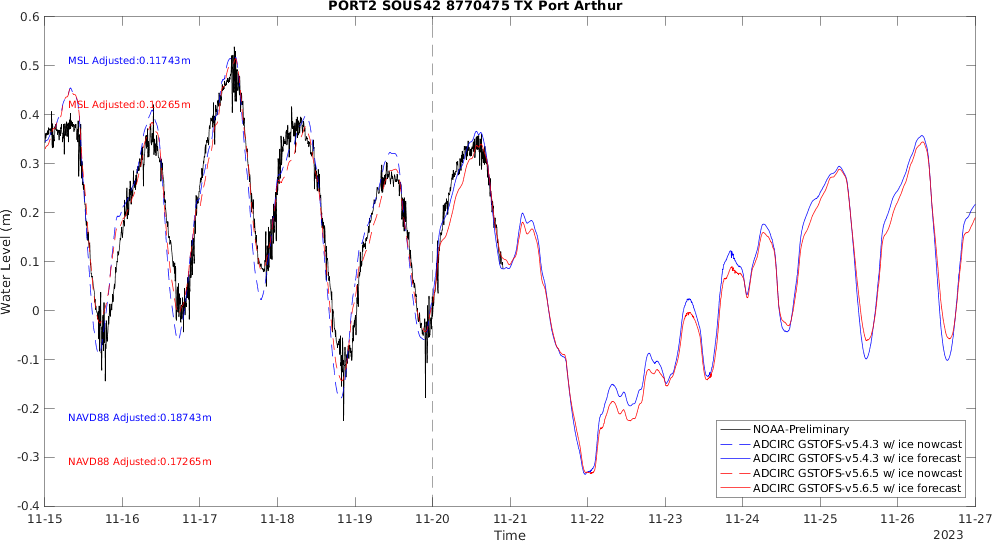 PORT2 SOUS42 8770475 TX Port Arthur
0.6
0.5
0.4
0.3
0.2
0.1
0
-0.1
-0.2
-0.3
-0.4
Water Level (m)
MSL Adjusted:0.11743m
MSL Adjusted:0.10265m
NAVD88 Adjusted:0.18743m
NAVD88 Adjusted:0.17265m
NOAA-Preliminary
ADCIRC GSTOFS-v5.4.3 w/ ice nowcast
ADCIRC GSTOFS-v5.4.3 w/ ice forecast
ADCIRC GSTOFS-v5.6.5 w/ ice nowcast
ADCIRC GSTOFS-v5.6.5 w/ ice forecast
11-15 11-16 11-17 11-18 11-19 11-20 11-21 11-22 11-23 11-24 11-25 11-26 11-27
Time
2023